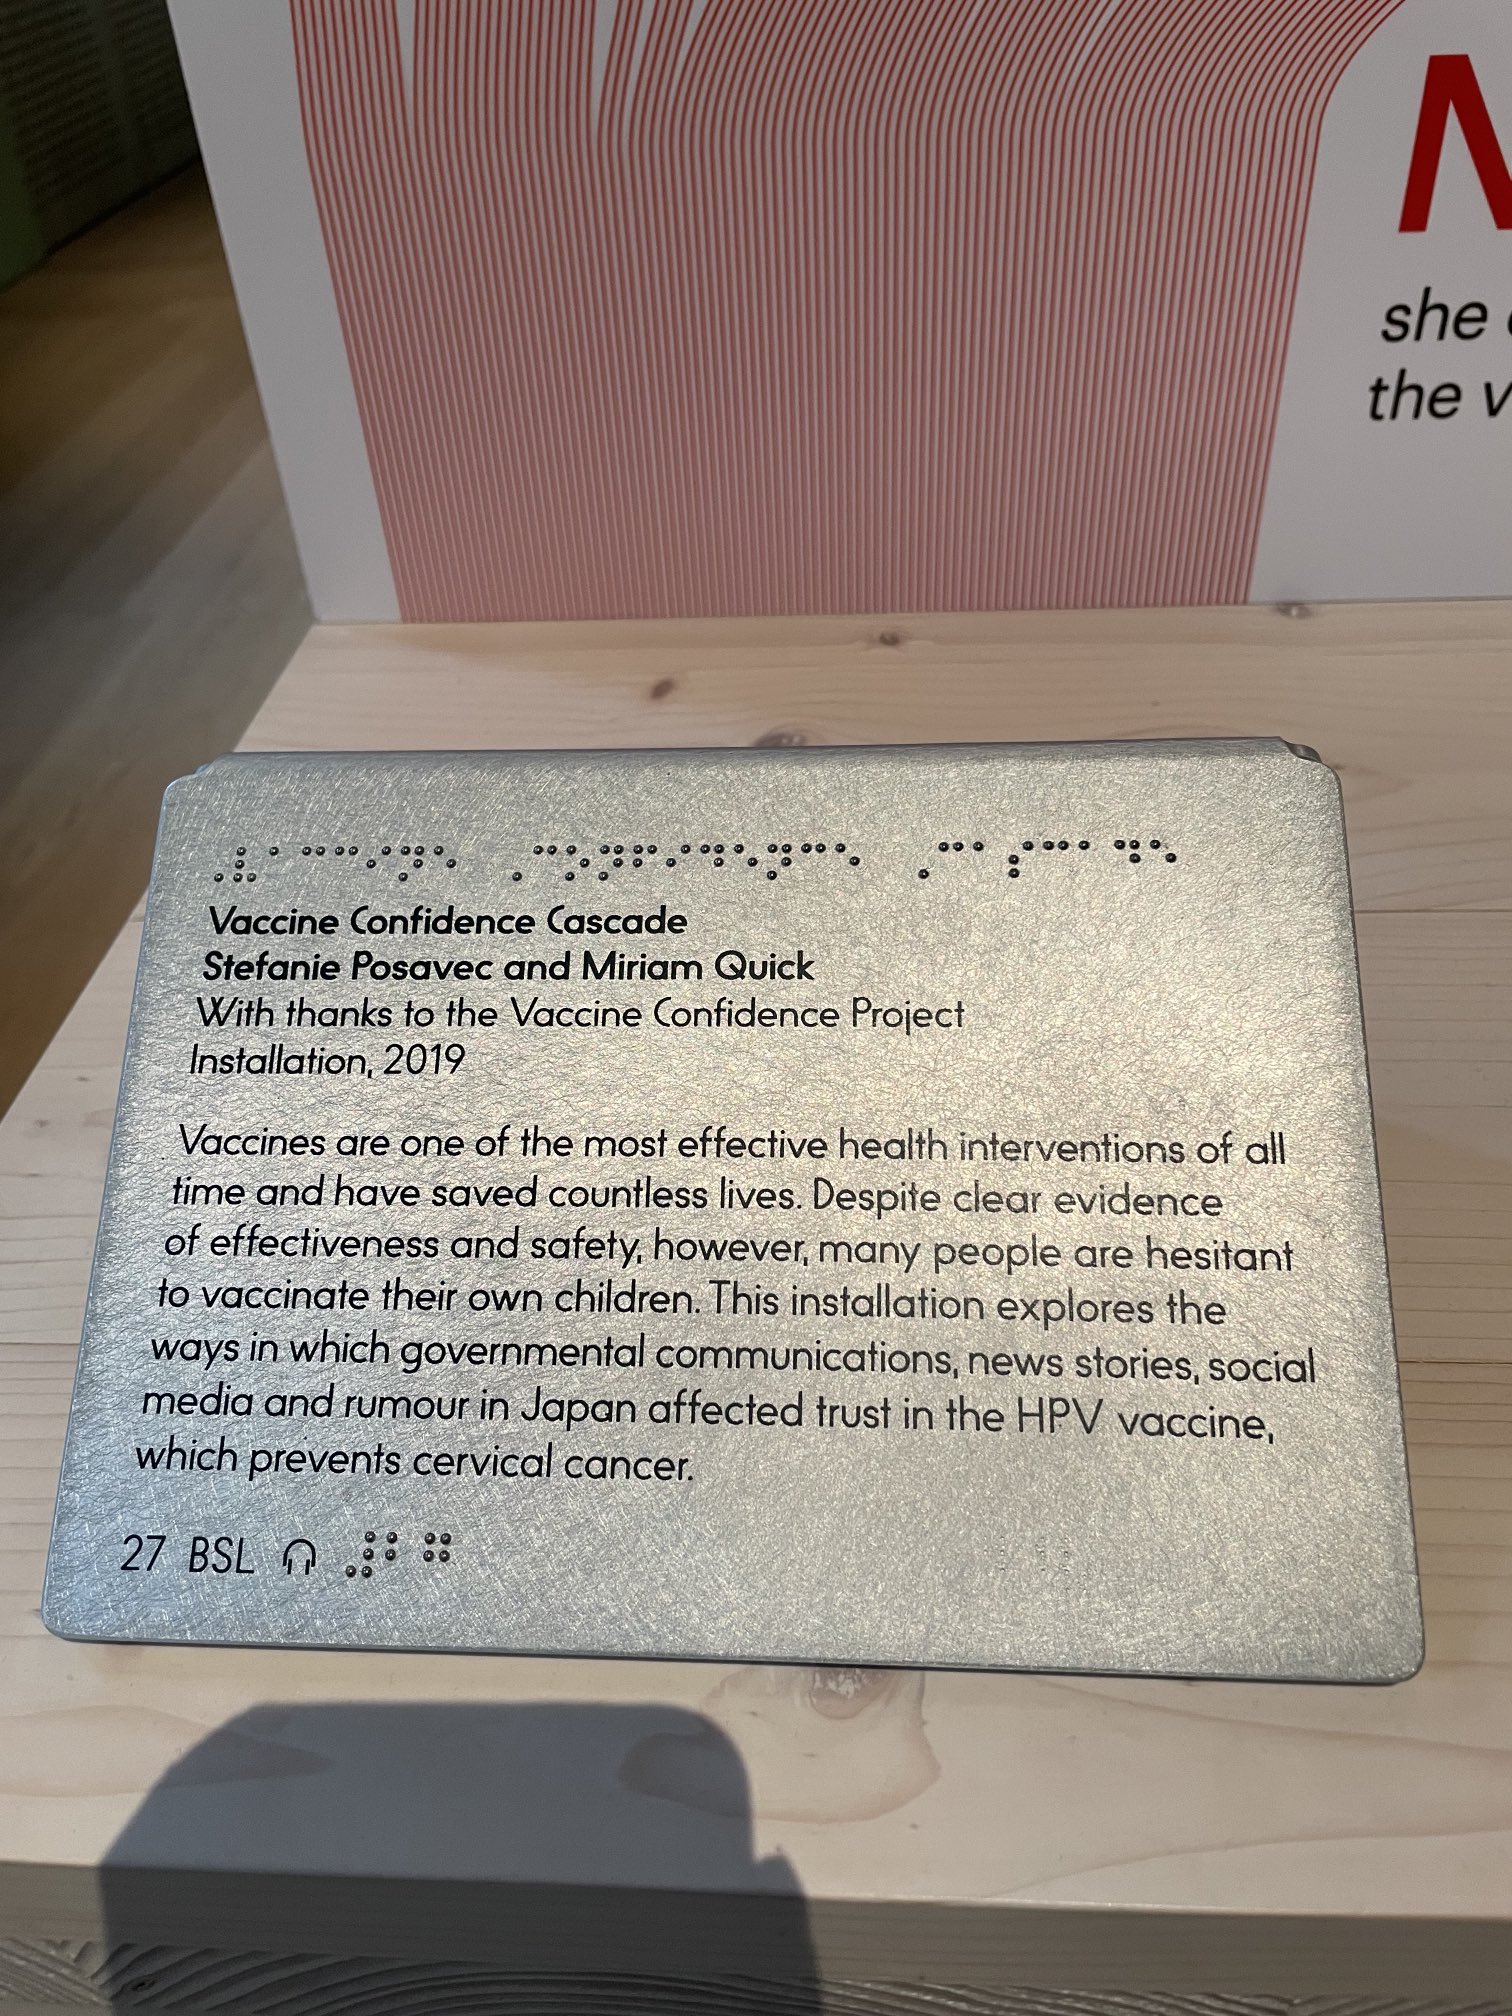 she
the
Vaccine Confidence Cascade
Stefanie Posavec and Miriam Quick
With thanks to the Vaccine Confidence Project
Installation, 2019
Vaccines are one of the most effective health interventions of all
time and have saved countless lives. Despite clear evidence
of effectiveness and safety, however, many people are hesitant
to vaccinate their own children. This installation explores the
ways in which governmental communications, news stories, social
media and rumour in Japan affected trust in the HPV vaccine,
which prevents cervical cancer.
27 BSL